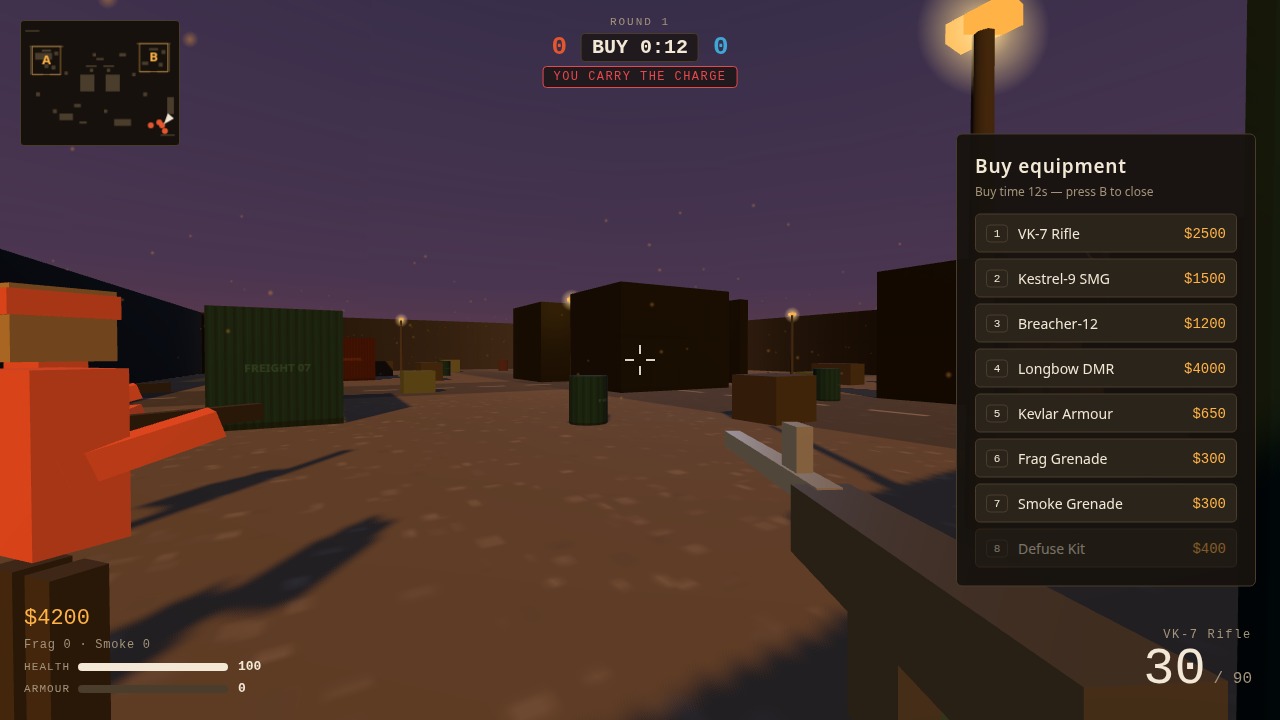 ROUND 1
0 BUY 0:12 0
YOU CARRY THE CHARGE
A
B
Buy equipment
Buy time 12s — press B to close
1 VK-7 Rifle $2500
2 Kestrel-9 SMG $1500
3 Breacher-12 $1200
4 Longbow DMR $4000
5 Kevlar Armour $650
6 Frag Grenade $300
7 Smoke Grenade $300
8 Defuse Kit $400
FREIGHT 07
$4200
Frag 0 · Smoke 0
HEALTH 100
ARMOUR 0
VK-7 Rifle
30 / 90